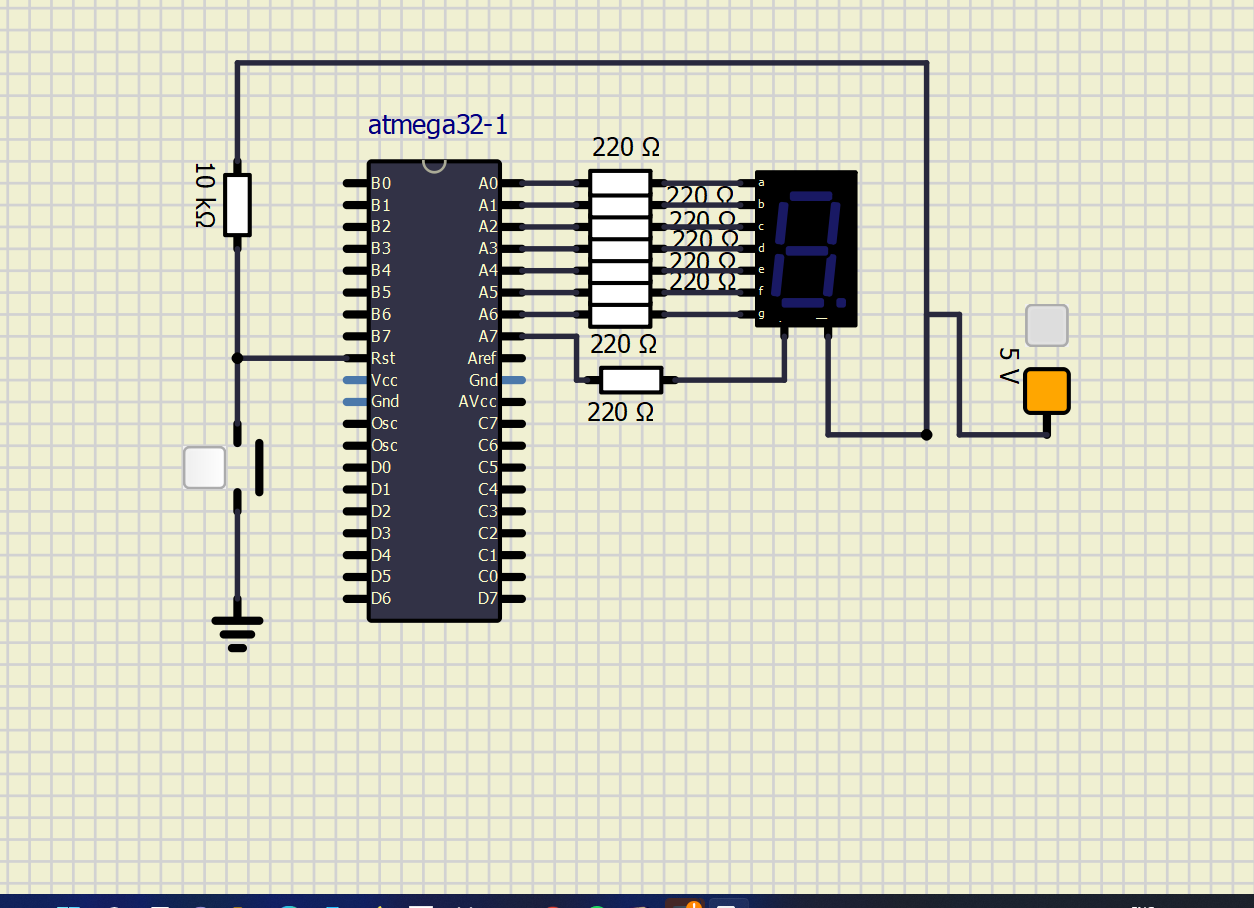 atmega32-1
220 Ω
10 kΩ
B0 A0
B1 A1
B2 A2
B3 A3
B4 A4
B5 A5
B6 A6
B7 A7
Rst Aref
Vcc Gnd
Gnd AVcc
Osc C7
Osc C6
D0 C5
D1 C4
D2 C3
D3 C2
D4 C1
D5 C0
D6 D7
220 Ω
220 Ω
220 Ω
220 Ω
220 Ω
220 Ω
220 Ω
a
b
c
d
e
f
g
5 V